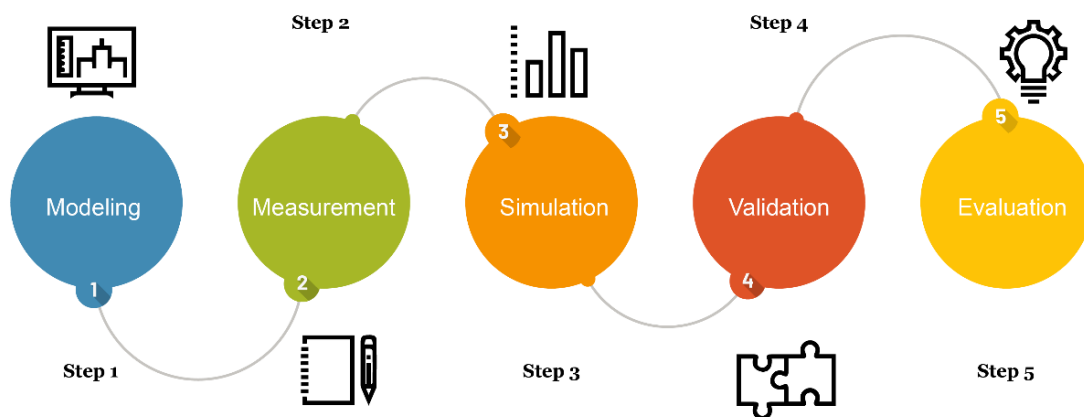 Step 2
Step 4
Modeling
Measurement
3
Simulation
Validation
5
Evaluation
1
2
4
Step 1
Step 3
Step 5